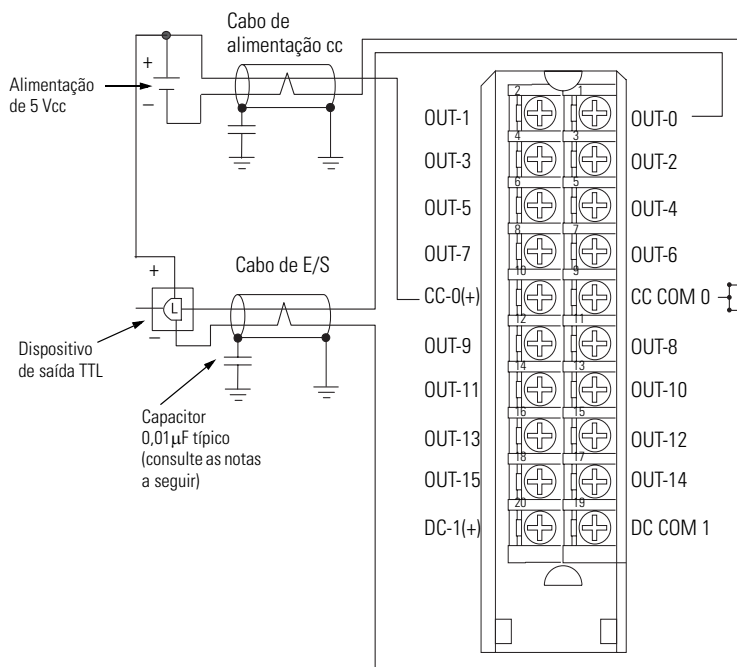 Cabo de
alimentação cc
+
Alimentação
de 5 Vcc
−
+
Cabo de E/S
L
−
Dispositivo
de saída TTL
Capacitor
0,01µF típico
(consulte as notas
a seguir)
2 1
OUT-1 OUT-0
4 3
OUT-3 OUT-2
6 5
OUT-5 OUT-4
8 7
OUT-7 OUT-6
10 9
CC-0(+) CC COM 0
12 11
OUT-9 OUT-8
14 13
OUT-11 OUT-10
16 15
OUT-13 OUT-12
18 17
OUT-15 OUT-14
20 19
DC-1(+) DC COM 1